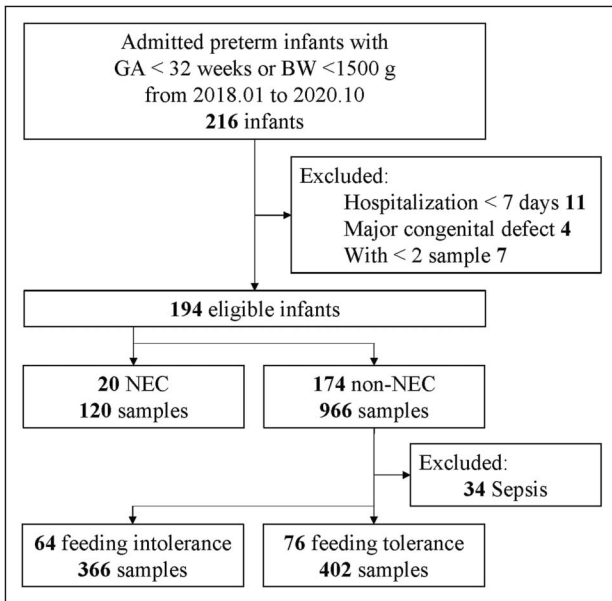 Admitted preterm infants with
GA < 32 weeks or BW <1500 g
from 2018.01 to 2020.10
216 infants
Excluded:
Hospitalization < 7 days 11
Major congenital defect 4
With < 2 sample 7
194 eligible infants
20 NEC
120 samples
174 non-NEC
966 samples
Excluded:
34 Sepsis
64 feeding intolerance
366 samples
76 feeding tolerance
402 samples